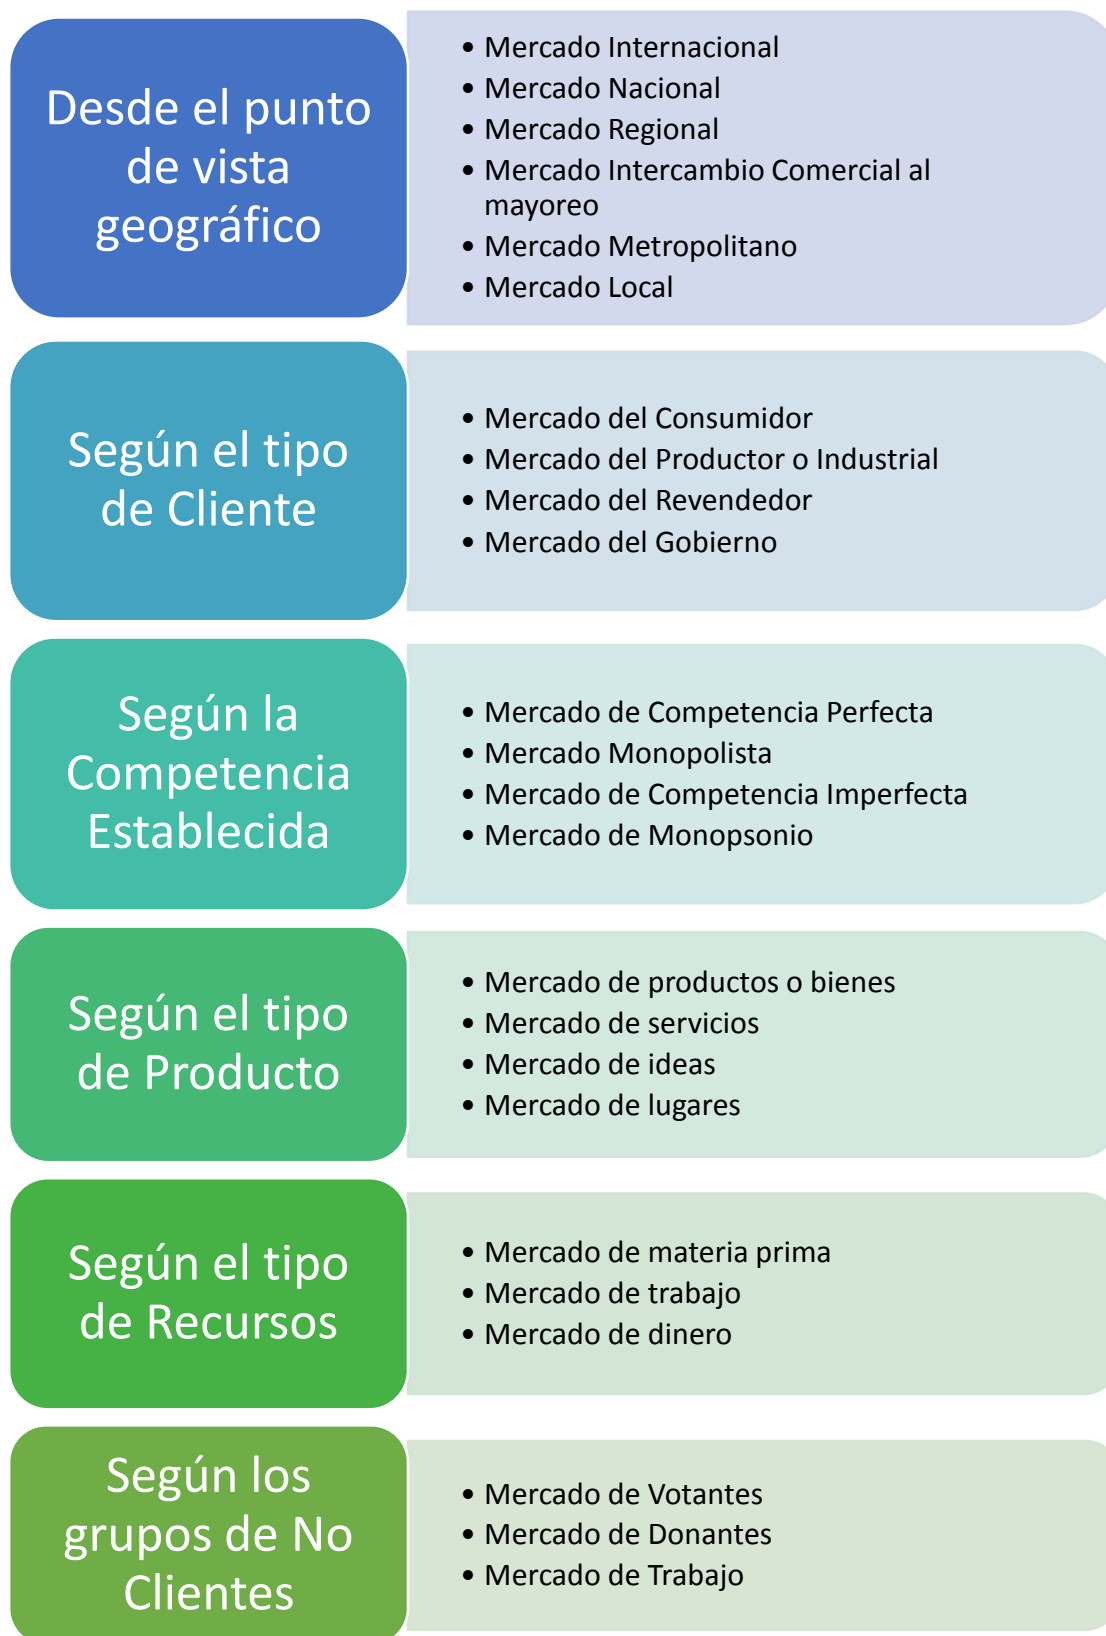 Desde el punto
de vista
geográfico
• Mercado Internacional
• Mercado Nacional
• Mercado Regional
• Mercado Intercambio Comercial al
mayoreo
• Mercado Metropolitano
• Mercado Local
Según el tipo
de Cliente
• Mercado del Consumidor
• Mercado del Productor o Industrial
• Mercado del Revendedor
• Mercado del Gobierno
Según la
Competencia
Establecida
• Mercado de Competencia Perfecta
• Mercado Monopolista
• Mercado de Competencia Imperfecta
• Mercado de Monopsonio
Según el tipo
de Producto
• Mercado de productos o bienes
• Mercado de servicios
• Mercado de ideas
• Mercado de lugares
Según el tipo
de Recursos
• Mercado de materia prima
• Mercado de trabajo
• Mercado de dinero
Según los
grupos de No
Clientes
• Mercado de Votantes
• Mercado de Donantes
• Mercado de Trabajo